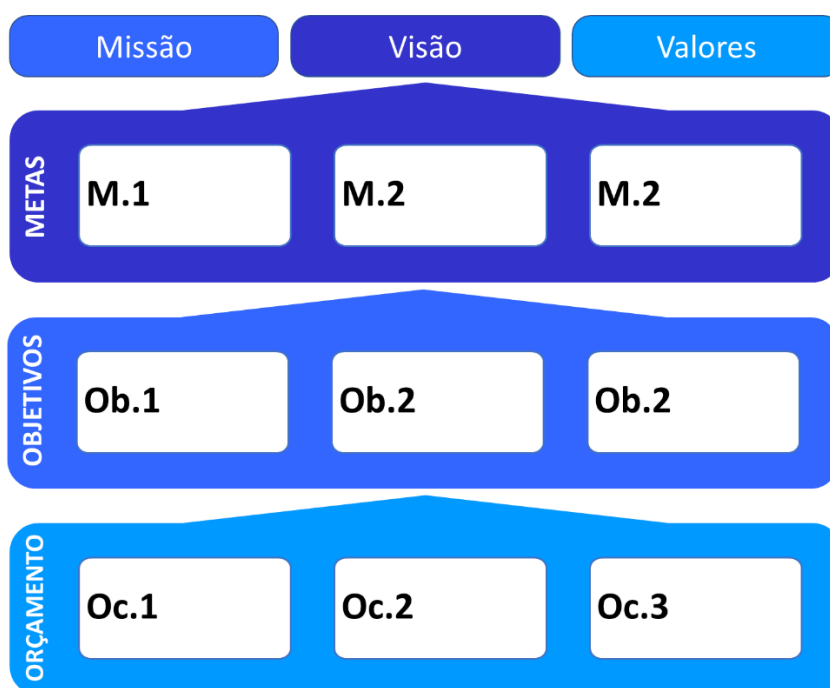 Missão
Visão
Valores
METAS
M.1
M.2
M.2
OBJETIVOS
Ob.1
Ob.2
Ob.2
ORÇAMENTO
Oc.1
Oc.2
Oc.3